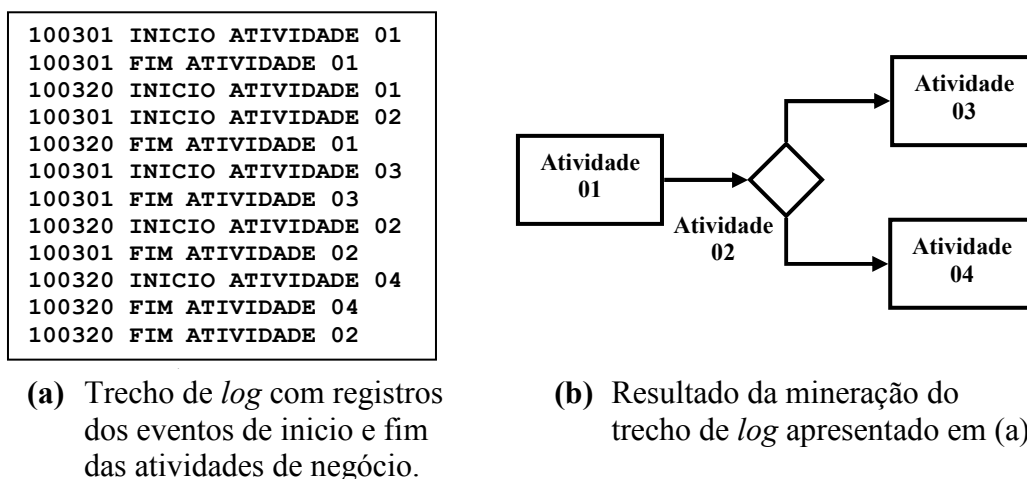 100301 INICIO ATIVIDADE 01
100301 FIM ATIVIDADE 01
100320 INICIO ATIVIDADE 01
100301 INICIO ATIVIDADE 02
100320 FIM ATIVIDADE 01
100301 INICIO ATIVIDADE 03
100301 FIM ATIVIDADE 03
100320 INICIO ATIVIDADE 02
100301 FIM ATIVIDADE 02
100320 INICIO ATIVIDADE 04
100320 FIM ATIVIDADE 04
100320 FIM ATIVIDADE 02
(a) Trecho de log com registros
dos eventos de inicio e fim
das atividades de negócio.
Atividade
01
Atividade
02
Atividade
03
Atividade
04
(b) Resultado da mineração do
trecho de log apresentado em (a)